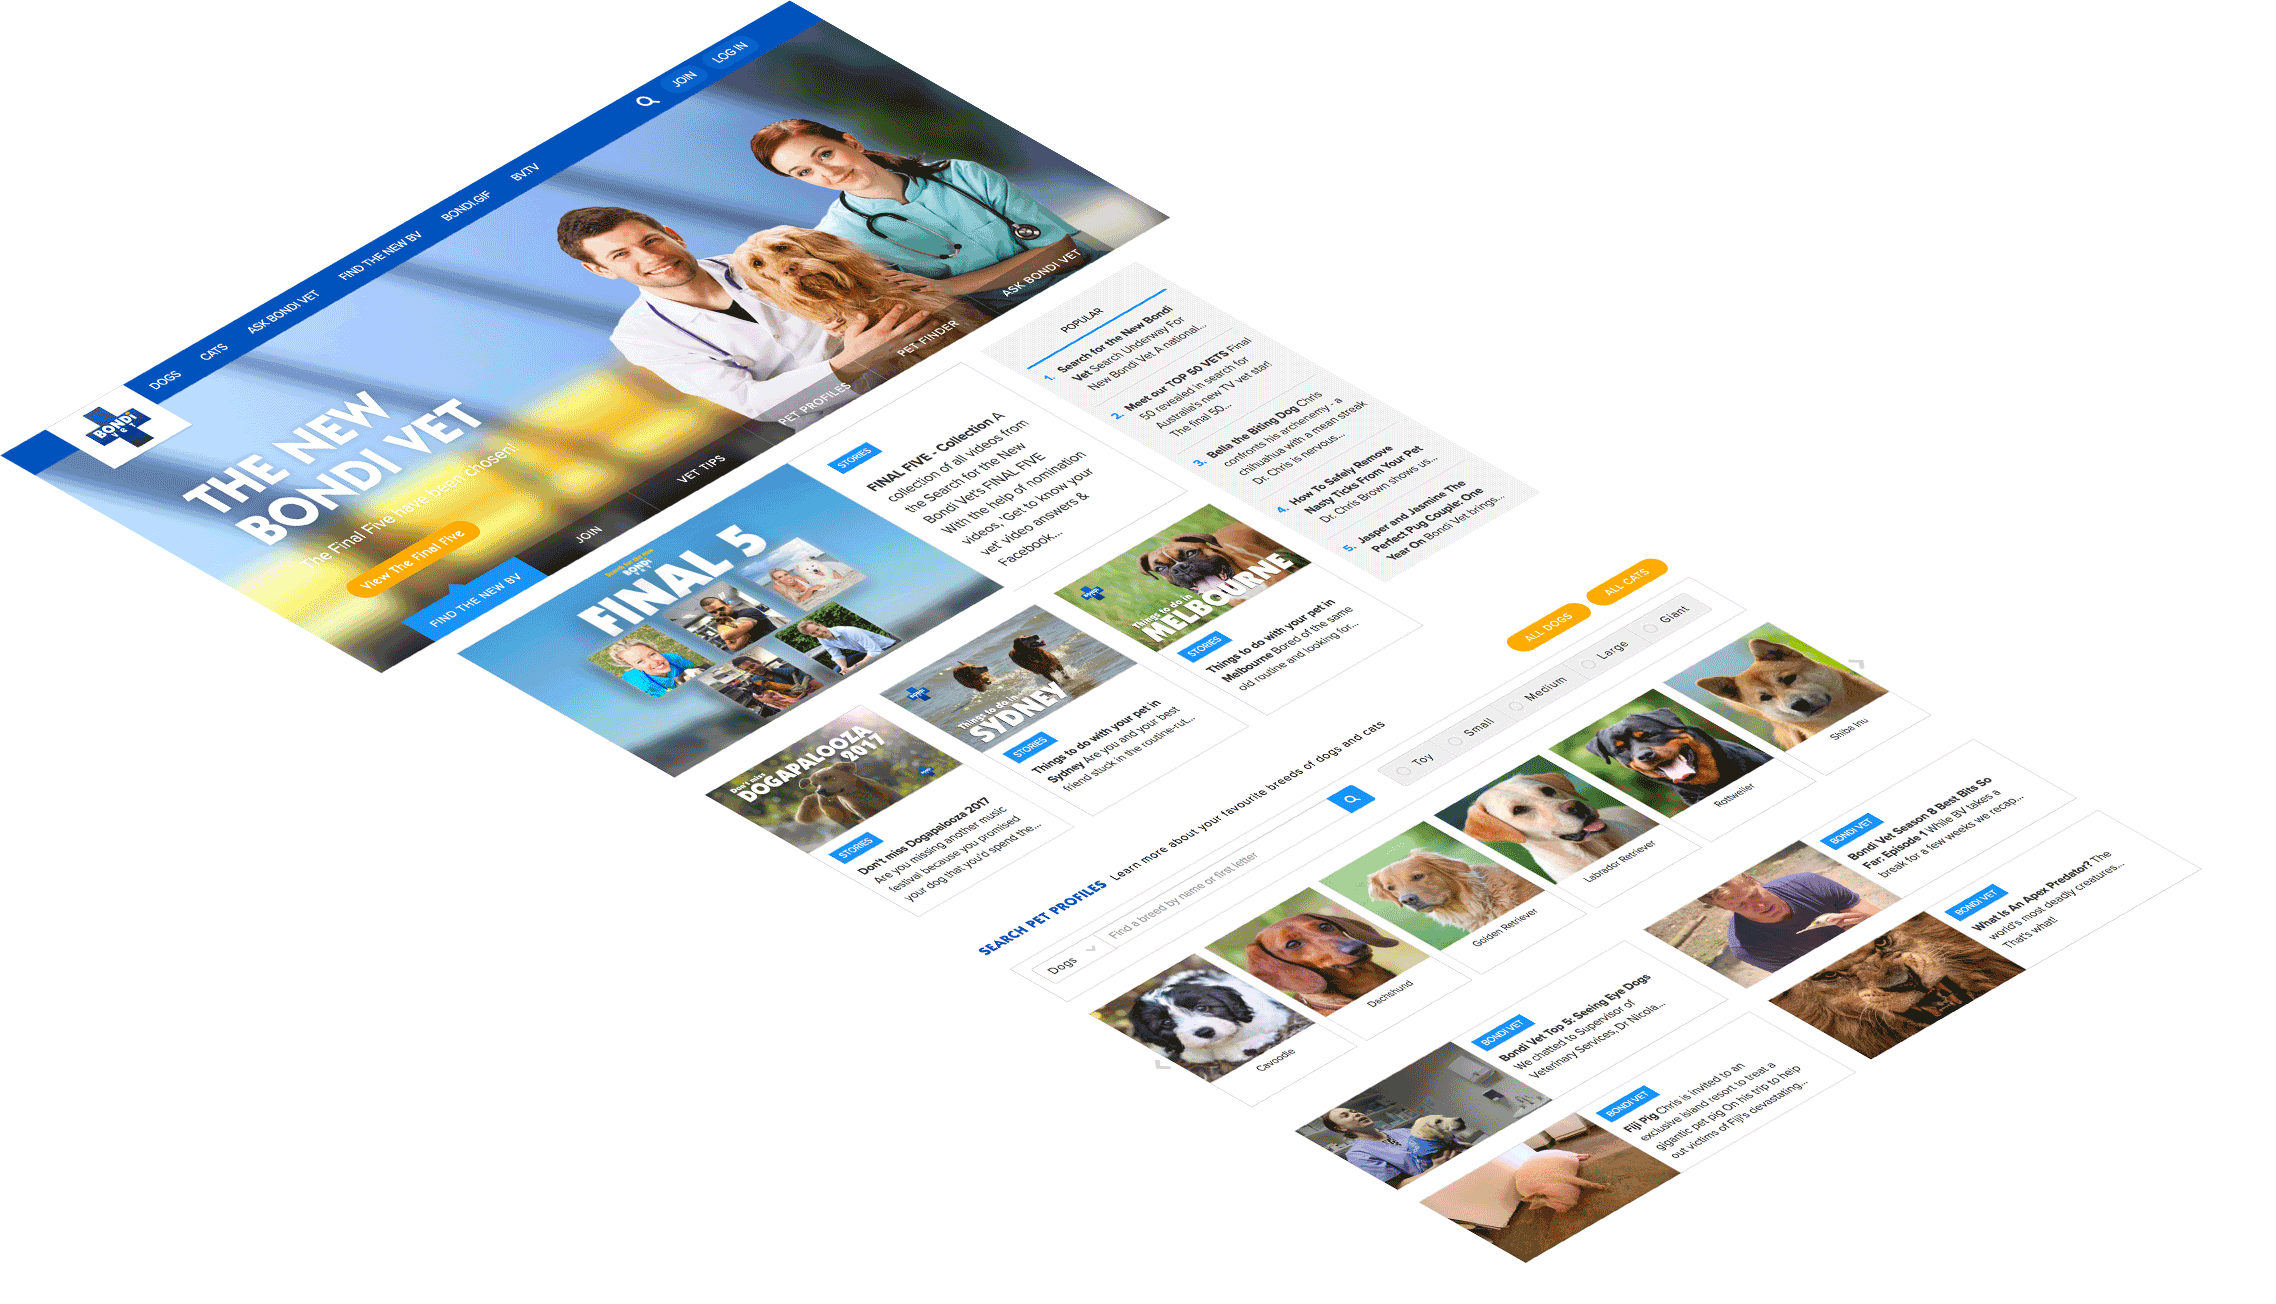 BONDI
vet
DOGS
CATS
ASK BONDI VET
FIND THE NEW BV
BONDI.GIF
BV.TV
JOIN
LOG IN
THE NEW
BONDI VET
The Final Five have been chosen!
View The Final Five
FIND THE NEW BV
JOIN
VET TIPS
PET PROFILES
PET FINDER
ASK BONDI VET
BONDI
FINAL 5
STORIES
FINAL FIVE - Collection A
collection of all videos from
the Search for the New
Bondi Vet's FINAL FIVE
With the help of nomination
videos, 'Get to know your
vet' video answers &
Facebook...
POPULAR
1. Search for the New Bondi
Vet Search Underway For
New Bondi Vet A national...
2. Meet our TOP 50 VETS Final
50 revealed in search for
Australia's new TV vet star!
The final 50...
3. Bella the Biting Dog Chris
confronts his archenemy - a
chihuahua with a mean streak
Dr. Chris is nervous...
4. How To Safely Remove
Nasty Ticks From Your Pet
Dr. Chris Brown shows us...
5. Jasper and Jasmine The
Perfect Pug Couple: One
Year On Bondi Vet brings...
Don't miss
DOGAPALOOZA
2017
STORIES
Don't miss Dogapalooza 2017
Are you missing another music
festival because you promised
your dog that you'd spend the...
Things to do in
SYDNEY
STORIES
Things to do with your pet in
Sydney Are you and your best
friend stuck in the routine-rut...
Things to do in
MELBOURNE
STORIES
Things to do with your pet in
Melbourne Bored of the same
old routine and looking for...
SEARCH PET PROFILES Learn more about your favourite breeds of dogs and cats
ALL DOGS
ALL CATS
Dogs
Find a breed by name or first letter
Toy
Small
Medium
Large
Giant
Cavoodle
Dachshund
Golden Retriever
Labrador Retriever
Rottweiler
Shiba Inu
BONDI VET
Bondi Vet Top 5: Seeing Eye Dogs
We chatted to Supervisor of
Veterinary Services, Dr Nicola...
BONDI VET
Bondi Vet Season 8 Best Bits So
Far: Episode 1 While BV takes a
break for a few weeks we recap...
BONDI VET
Fiji Pig Chris is invited to an
exclusive island resort to treat a
gigantic pet pig On his trip to help
out victims of Fiji's devastating...
BONDI VET
What Is An Apex Predator? The
world's most deadly creatures...
That's what!